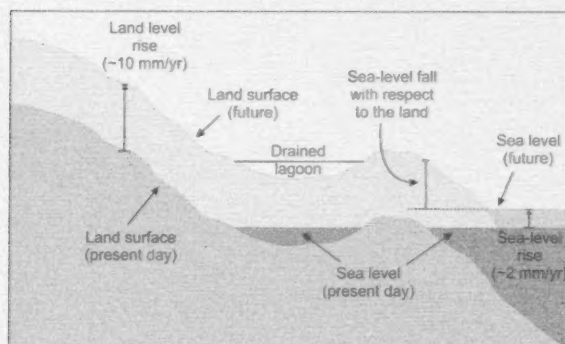 Land level
rise
(~10 mm/yr)
Land surface
(future)
Sea-level fall
with respect
to the land
Drained
lagoon
Sea level
(future)
Land surface
(present day)
Sea level
(present day)
Sea-level
rise
(~2 mm/yr)